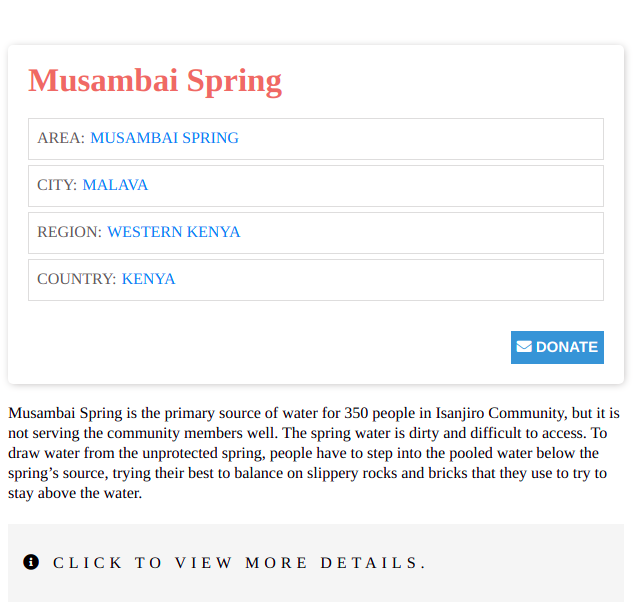 Musambai Spring
AREA: MUSAMBAI SPRING
CITY: MALAVA
REGION: WESTERN KENYA
COUNTRY: KENYA
DONATE
Musambai Spring is the primary source of water for 350 people in Isanjiro Community, but it is
not serving the community members well. The spring water is dirty and difficult to access. To
draw water from the unprotected spring, people have to step into the pooled water below the
spring’s source, trying their best to balance on slippery rocks and bricks that they use to try to
stay above the water.
CLICK TO VIEW MORE DETAILS.